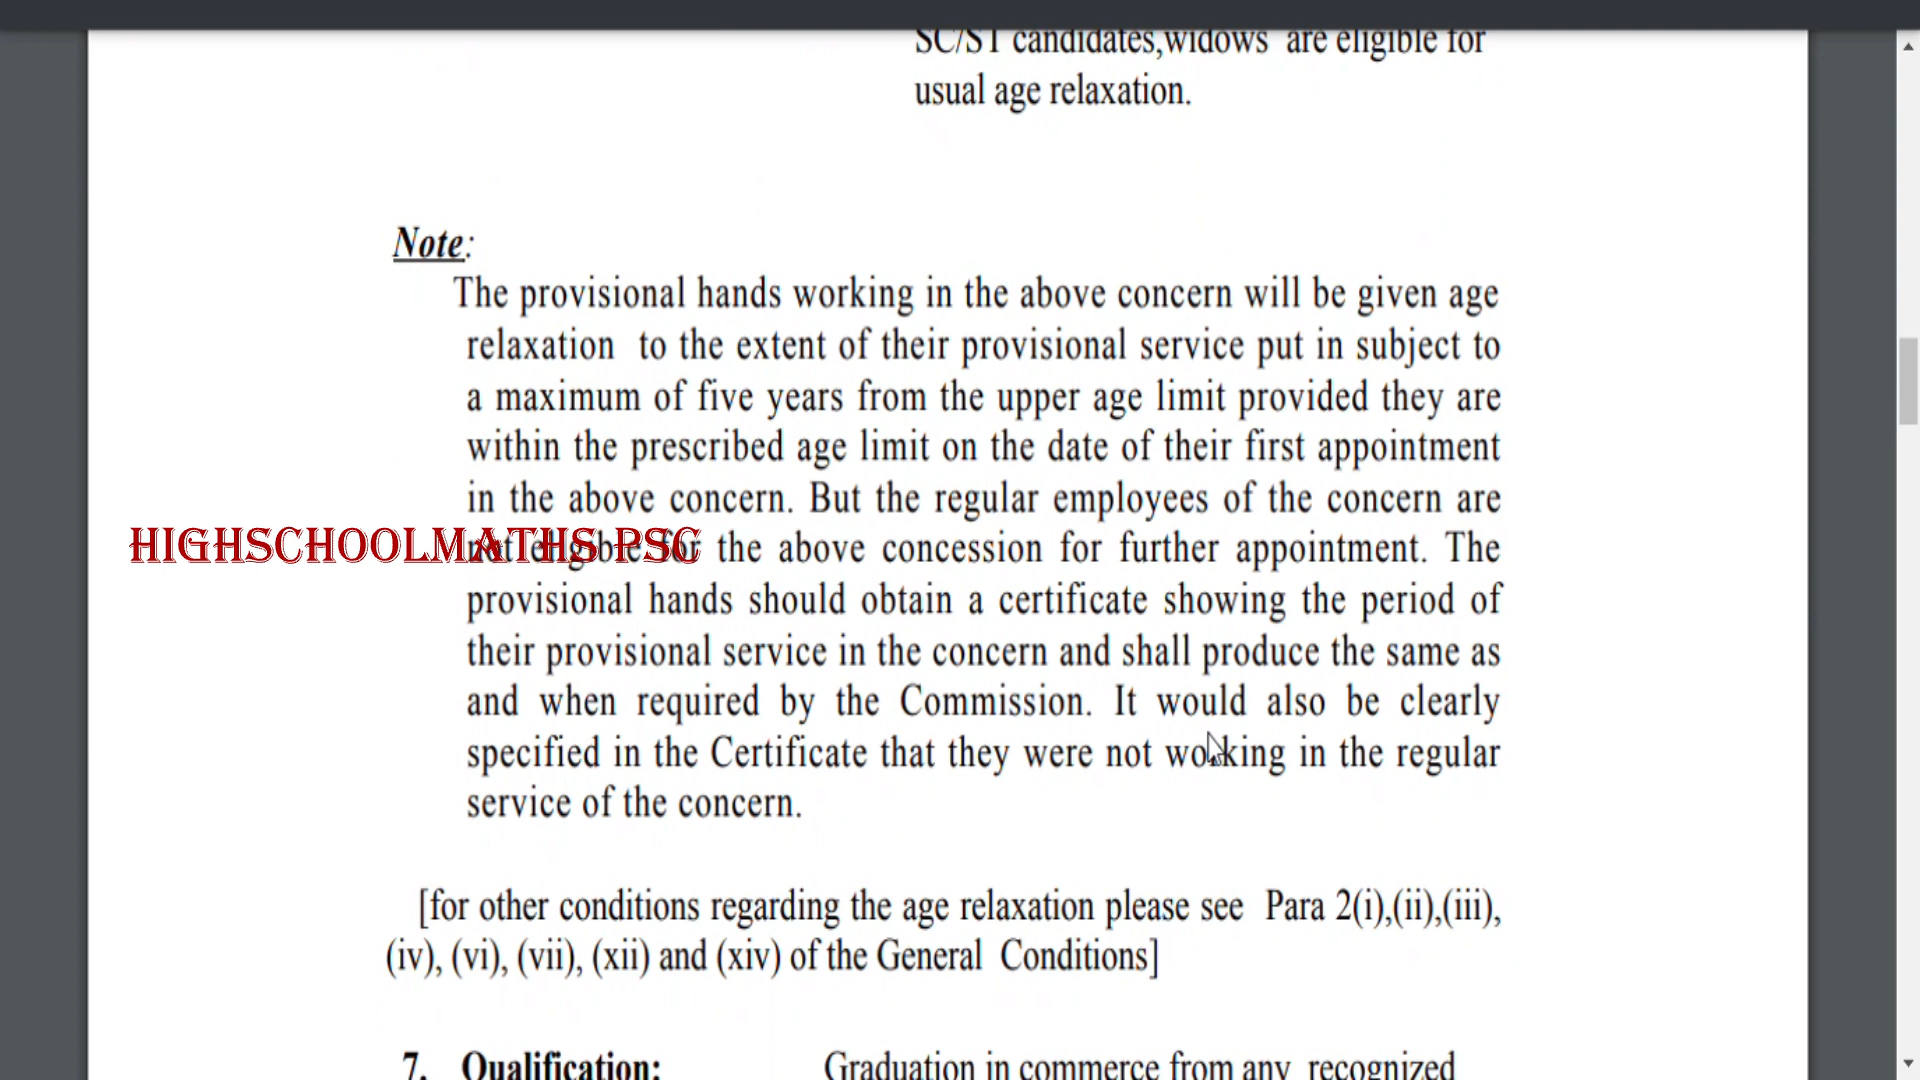 SC/ST candidates,widows are eligible for
usual age relaxation.
Note:
The provisional hands working in the above concern will be given age
relaxation to the extent of their provisional service put in subject to
a maximum of five years from the upper age limit provided they are
within the prescribed age limit on the date of their first appointment
in the above concern. But the regular employees of the concern are
HIGHSCHOOLMATHS PSC
not eligible for the above concession for further appointment. The
provisional hands should obtain a certificate showing the period of
their provisional service in the concern and shall produce the same as
and when required by the Commission. It would also be clearly
specified in the Certificate that they were not working in the regular
service of the concern.
[for other conditions regarding the age relaxation please see Para 2(i),(ii),(iii),
(iv), (vi), (vii), (xii) and (xiv) of the General Conditions]
7. Qualification: Graduation in commerce from any recognized